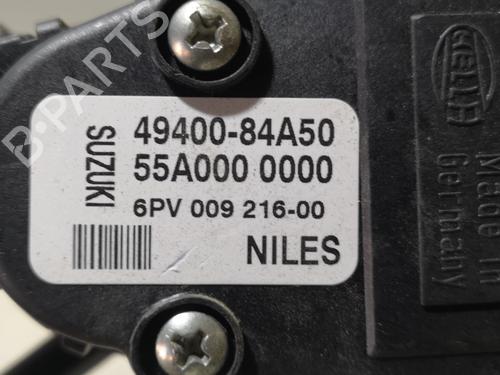 SUZUKI
49400-84A50
55A000 0000
6PV 009 216-00
NILES
HELLA
Made in
Germany
B-PARTS